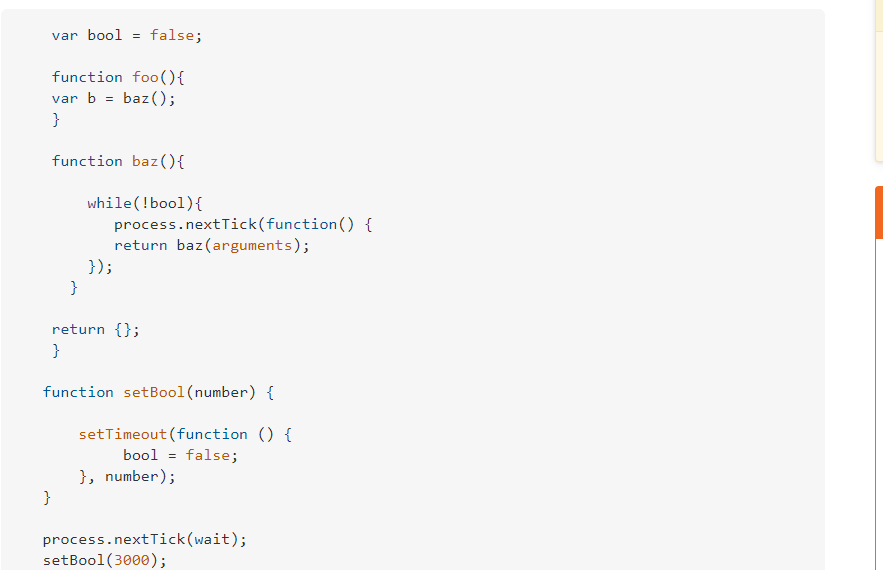 var bool = false;
function foo(){
var b = baz();
}
function baz(){
while(!bool){
process.nextTick(function() {
return baz(arguments);
});
}
return {};
}
function setBool(number) {
setTimeout(function () {
bool = false;
}, number);
}
process.nextTick(wait);
setBool(3000);